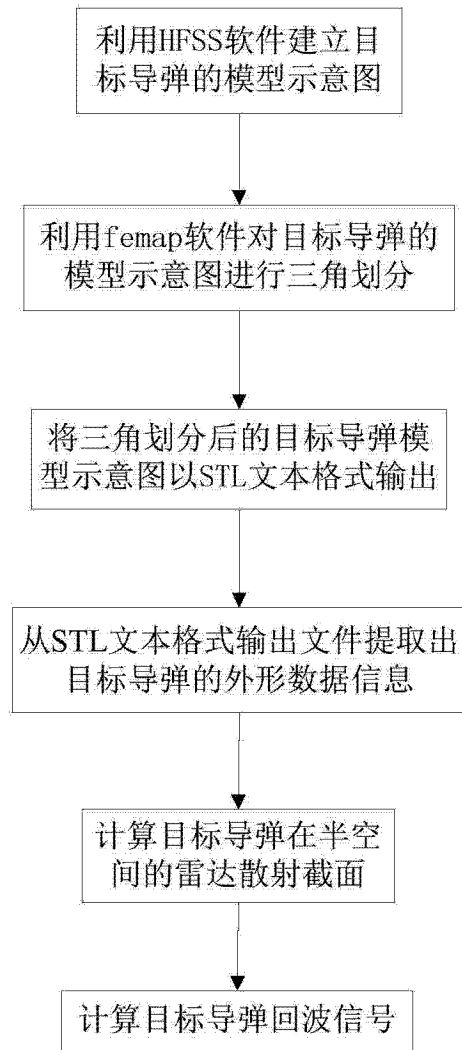 利用HFSS软件建立目
标导弹的模型示意图
利用femap软件对目标导弹的
模型示意图进行三角划分
将三角划分后的目标导弹模
型示意图以STL文本格式输出
从STL文本格式输出文件提取出
目标导弹的外形数据信息
计算目标导弹在半空
间的雷达散射截面
计算目标导弹回波信号